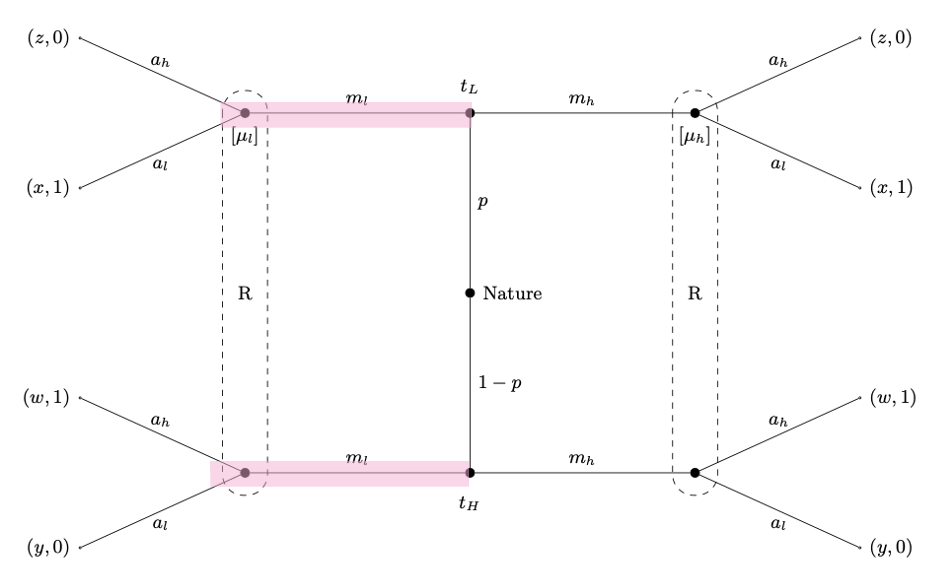 (z, 0) (z, 0)
a_h a_h
t_L
m_l m_h
[μ_l] [μ_h]
a_l a_l
(x, 1) (x, 1)
p
R Nature R
1 − p
(w, 1) (w, 1)
a_h a_h
m_l m_h
t_H
a_l a_l
(y, 0) (y, 0)